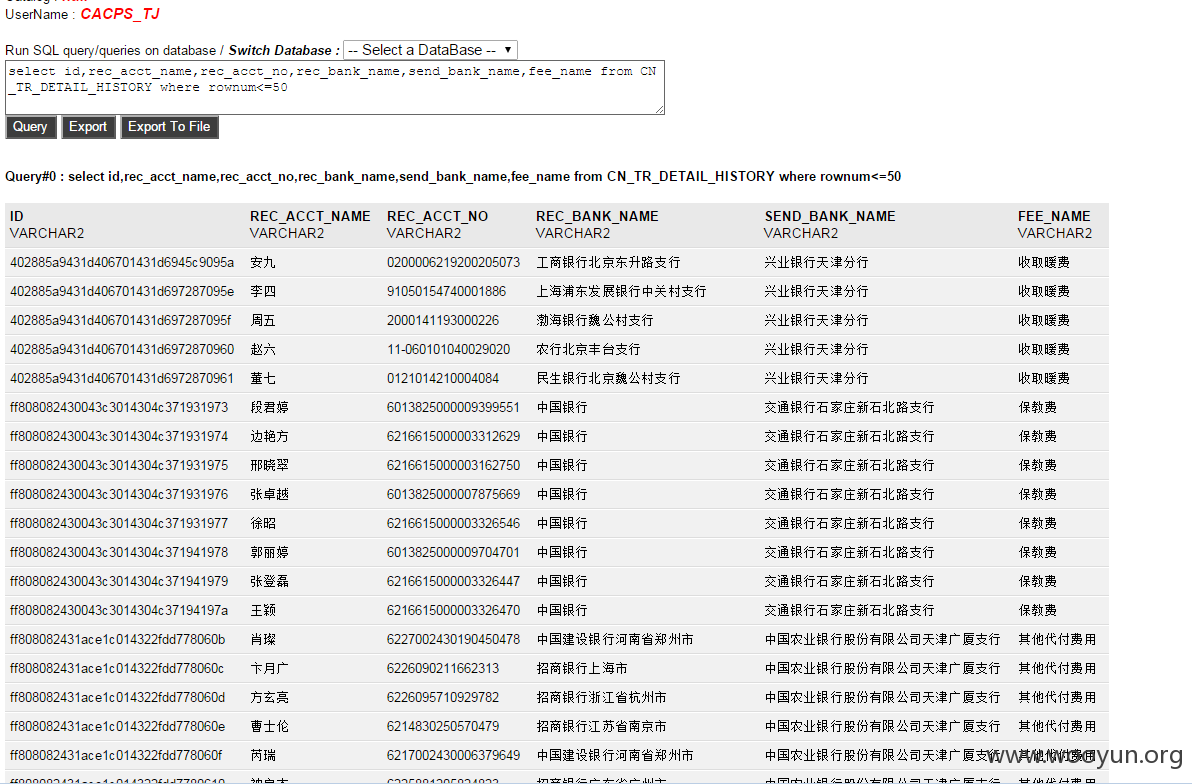 UserName : CACPS_TJ
Run SQL query/queries on database / Switch Database : -- Select a DataBase --
select id,rec_acct_name,rec_acct_no,rec_bank_name,send_bank_name,fee_name from CN
_TR_DETAIL_HISTORY where rownum<=50
Query Export Export To File
Query#0 : select id,rec_acct_name,rec_acct_no,rec_bank_name,send_bank_name,fee_name from CN_TR_DETAIL_HISTORY where rownum<=50
ID REC_ACCT_NAME REC_ACCT_NO REC_BANK_NAME SEND_BANK_NAME FEE_NAME
VARCHAR2 VARCHAR2 VARCHAR2 VARCHAR2 VARCHAR2 VARCHAR2
402885a9431d406701431d6945c9095a 安九 0200006219200205073 工商银行北京东升路支行 兴业银行天津分行 收取暖费
402885a9431d406701431d697287095e 李四 91050154740001886 上海浦东发展银行中关村支行 兴业银行天津分行 收取暖费
402885a9431d406701431d697287095f 周五 2000141193000226 渤海银行魏公村支行 兴业银行天津分行 收取暖费
402885a9431d406701431d6972870960 赵六 11-060101040029020 农行北京丰台支行 兴业银行天津分行 收取暖费
402885a9431d406701431d6972870961 董七 0121014210004084 民生银行北京魏公村支行 兴业银行天津分行 收取暖费
ff808082430043c3014304c371931973 段君婷 6013825000009399551 中国银行 交通银行石家庄新石北路支行 保教费
ff808082430043c3014304c371931974 边艳方 6216615000003312629 中国银行 交通银行石家庄新石北路支行 保教费
ff808082430043c3014304c371931975 邢晓翠 6216615000003162750 中国银行 交通银行石家庄新石北路支行 保教费
ff808082430043c3014304c371931976 张卓越 6013825000007875669 中国银行 交通银行石家庄新石北路支行 保教费
ff808082430043c3014304c371931977 徐昭 6216615000003326546 中国银行 交通银行石家庄新石北路支行 保教费
ff808082430043c3014304c371941978 郭丽婷 6013825000009704701 中国银行 交通银行石家庄新石北路支行 保教费
ff808082430043c3014304c371941979 张登磊 6216615000003326447 中国银行 交通银行石家庄新石北路支行 保教费
ff808082430043c3014304c37194197a 王颖 6216615000003326470 中国银行 交通银行石家庄新石北路支行 保教费
ff808082431ace1c014322fdd778060b 肖璨 6227002430190450478 中国建设银行河南省郑州市 中国农业银行股份有限公司天津广厦支行 其他代付费用
ff808082431ace1c014322fdd778060c 卞月广 6226090211662313 招商银行上海市 中国农业银行股份有限公司天津广厦支行 其他代付费用
ff808082431ace1c014322fdd778060d 方玄亮 6226095710929782 招商银行浙江省杭州市 中国农业银行股份有限公司天津广厦支行 其他代付费用
ff808082431ace1c014322fdd778060e 曹士伦 6214830250570479 招商银行江苏省南京市 中国农业银行股份有限公司天津广厦支行 其他代付费用
ff808082431ace1c014322fdd778060f 芮瑞 6217002430006379649 中国建设银行河南省郑州市 中国农业银行股份有限公司天津广厦支行 其他代付费用
www.wooyun.org